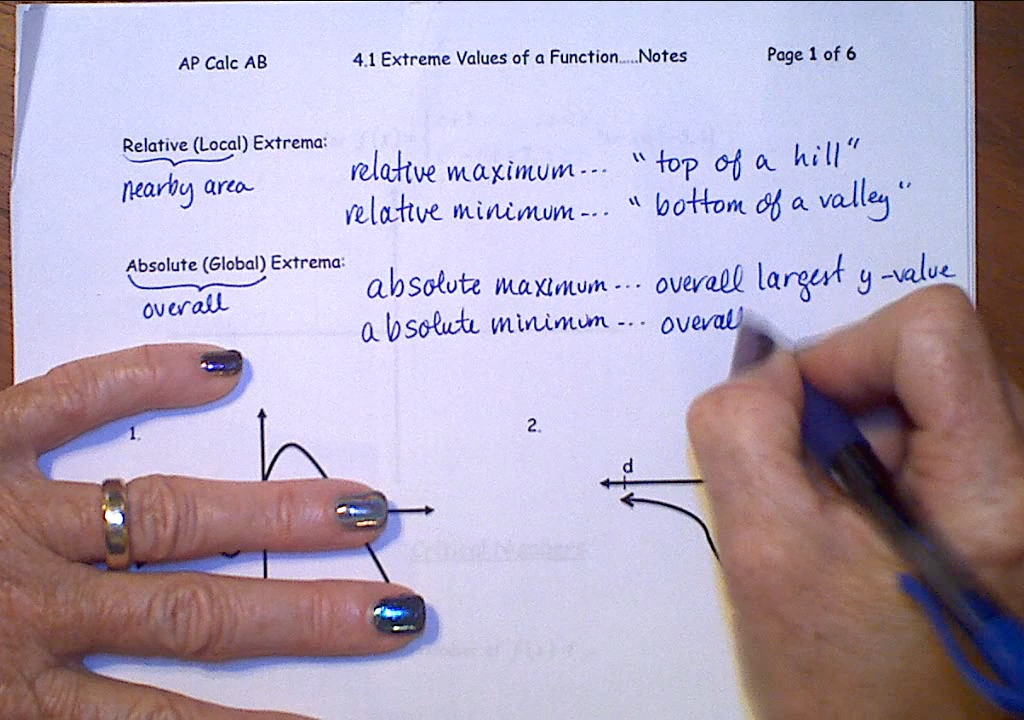 AP Calc AB 4.1 Extreme Values of a Function.....Notes Page 1 of 6
Relative (Local) Extrema:
nearby area
relative maximum... " top of a hill"
relative minimum... " bottom of a valley"
Absolute (Global) Extrema:
overall
absolute maximum... overall largest y-value
absolute minimum... overall
1.
2.
d
Critical Numbers